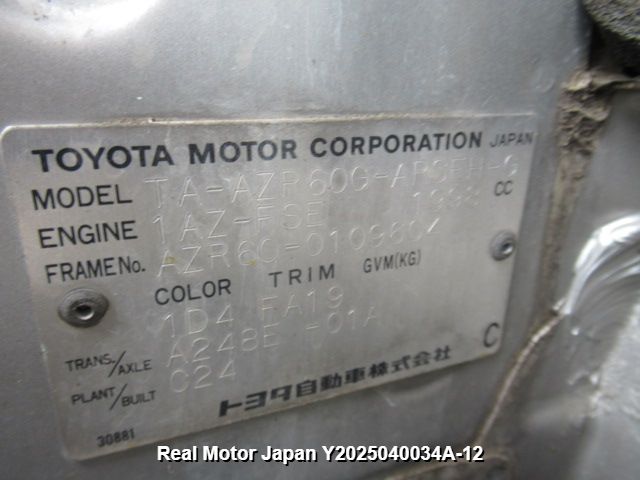 TOYOTA MOTOR CORPORATION JAPAN
MODEL TA-AZR60G-APSEH-S
ENGINE 1AZ-FSE 1998 CC
FRAME No. AZR60-0109604
COLOR TRIM GVM(KG)
1D4 FA19
TRANS./AXLE A248E -01A
PLANT/BUILT C24
C
トヨタ自動車株式会社
30881
Real Motor Japan Y2025040034A-12